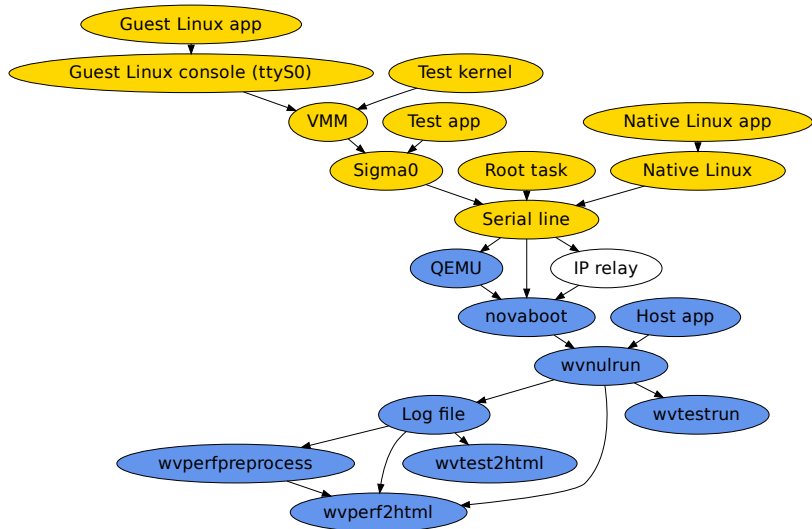 Guest Linux app
Guest Linux console (ttyS0)
Test kernel
VMM
Test app
Native Linux app
Sigma0
Root task
Native Linux
Serial line
QEMU
IP relay
novaboot
Host app
wvnulrun
Log file
wvtestrun
wvperfpreprocess
wvtest2html
wvperf2html